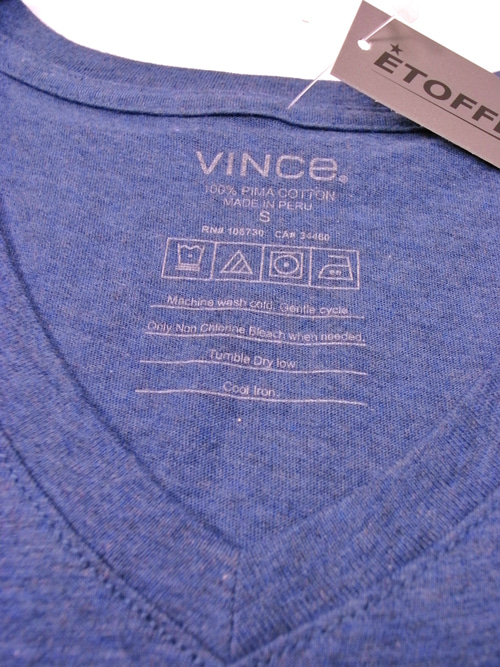 ÉTOFFE
VINCE
100% PIMA COTTON
MADE IN PERU
S
RN# 106730 CA# 34460
Machine wash cold. Gentle cycle
Only Non Chlorine Bleach when needed.
Tumble Dry low.
Cool Iron.